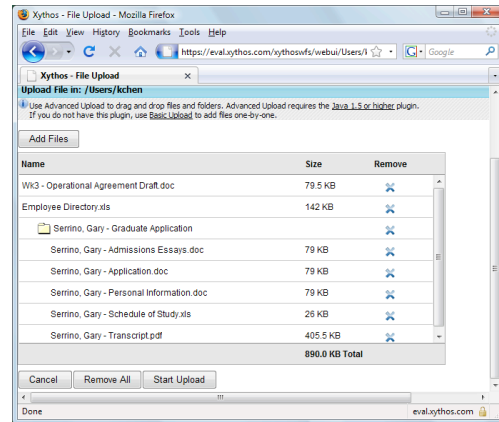 Xythos - File Upload - Mozilla Firefox
File Edit View History Bookmarks Tools Help
https://eval.xythos.com/xythoswfs/webui/Users/k
G Google
Xythos - File Upload
Upload File in: /Users/kchen
Use Advanced Upload to drag and drop files and folders. Advanced Upload requires the Java 1.5 or higher plugin.
If you do not have this plugin, use Basic Upload to add files one-by-one.
Add Files
Name Size Remove
Wk3 - Operational Agreement Draft.doc 79.5 KB
Employee Directory.xls 142 KB
Serrino, Gary - Graduate Application
Serrino, Gary - Admissions Essays.doc 79 KB
Serrino, Gary - Application.doc 79 KB
Serrino, Gary - Personal Information.doc 79 KB
Serrino, Gary - Schedule of Study.xls 26 KB
Serrino, Gary - Transcript.pdf 405.5 KB
890.0 KB Total
Cancel Remove All Start Upload
Done eval.xythos.com